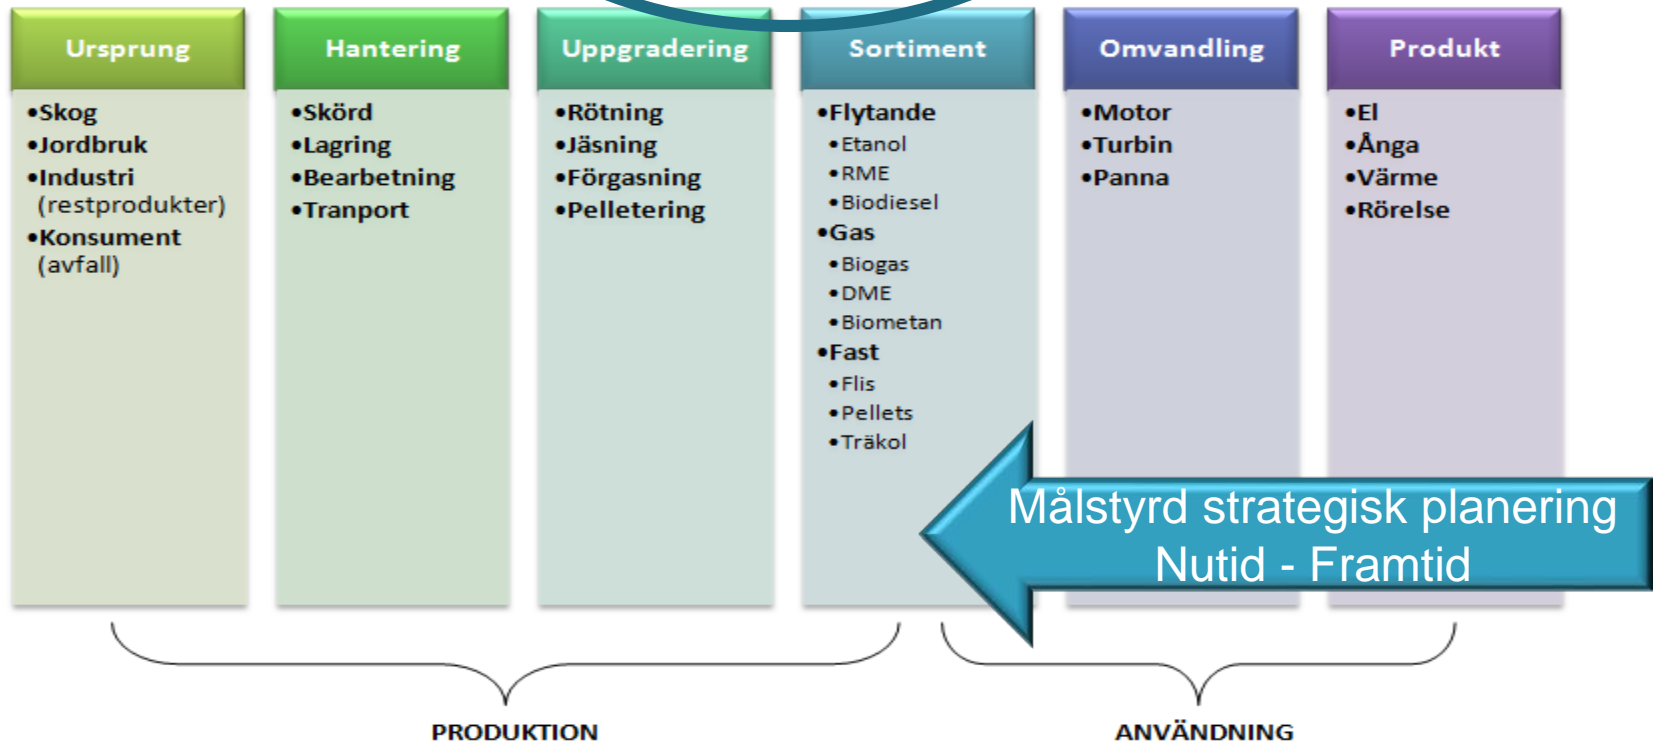 Ursprung
•Skog
•Jordbruk
•Industri
(restprodukter)
•Konsument
(avfall)
Hantering
•Skörd
•Lagring
•Bearbetning
•Tranport
Uppgradering
•Rötning
•Jäsning
•Förgasning
•Pelletering
Sortiment
•Flytande
•Etanol
•RME
•Biodiesel
•Gas
•Biogas
•DME
•Biometan
•Fast
•Flis
•Pellets
•Träkol
Omvandling
•Motor
•Turbin
•Panna
Produkt
•El
•Ånga
•Värme
•Rörelse
Målstyrd strategisk planering
Nutid - Framtid
PRODUKTION
ANVÄNDNING